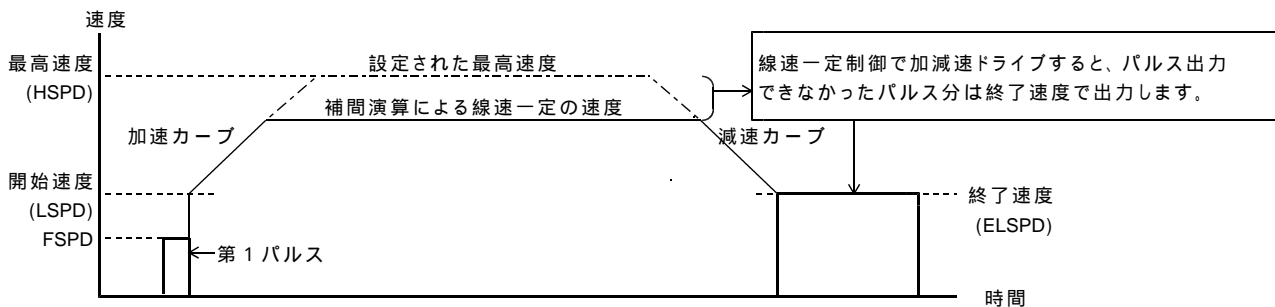 速度
最高速度
(HSPD)
設定された最高速度
線速一定制御で加減速ドライブすると、パルス出力
できなかったパルス分は終了速度で出力します。
補間演算による線速一定の速度
加速カーブ
減速カーブ
開始速度
(LSPD)
終了速度
(ELSPD)
FSPD
第1パルス
時間